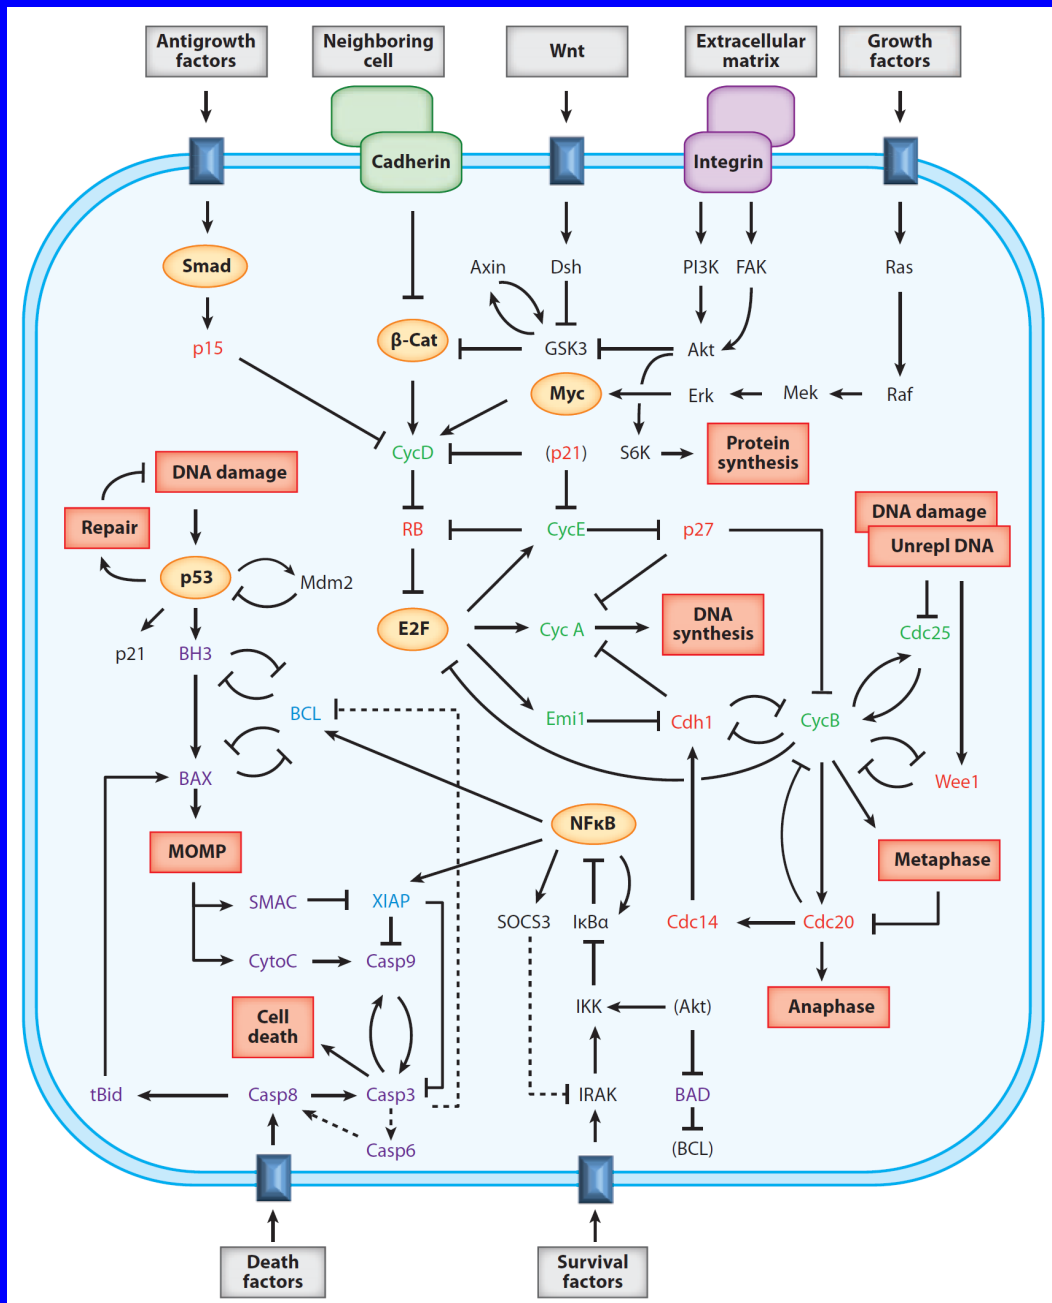 Antigrowth
factors
Neighboring
cell
Wnt
Extracellular
matrix
Growth
factors
Cadherin
Integrin
Smad
Axin
Dsh
PI3K
FAK
Ras
p15
β-Cat
GSK3
Akt
Myc
Erk
Mek
Raf
CycD
(p21)
S6K
Protein
synthesis
DNA damage
Repair
RB
CycE
p27
DNA damage
Unrepl DNA
p53
Mdm2
E2F
Cyc A
DNA
synthesis
Cdc25
p21
BH3
BCL
Emi1
Cdh1
CycB
BAX
Wee1
NFκB
MOMP
Metaphase
SMAC
XIAP
SOCS3
IκBα
Cdc14
Cdc20
CytoC
Casp9
IKK
(Akt)
Anaphase
Cell
death
tBid
Casp8
Casp3
IRAK
BAD
Casp6
(BCL)
Death
factors
Survival
factors